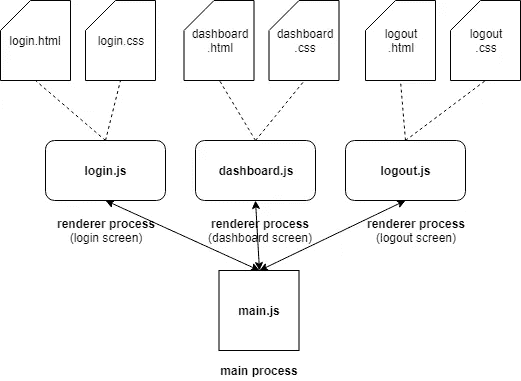 login.html
login.css
dashboard
.html
dashboard
.css
logout
.html
logout
.css
login.js
dashboard.js
logout.js
renderer process
(login screen)
renderer process
(dashboard screen)
renderer process
(logout screen)
main.js
main process